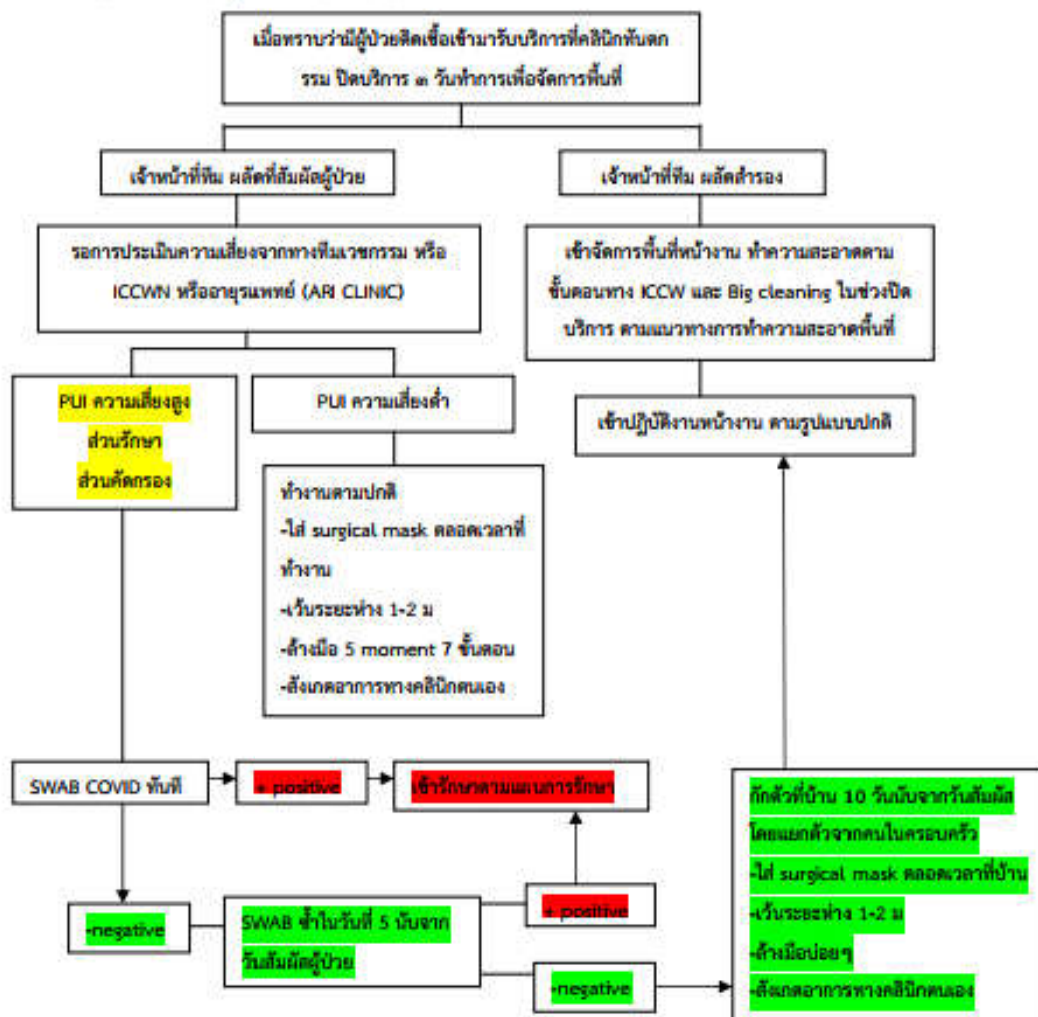 เมื่อทราบว่ามีผู้ป่วยติดเชื้อเข้ามารับบริการที่คลินิกทันตก
รรม ปิดบริการ ๓ วันทำการเพื่อจัดการพื้นที่
เจ้าหน้าที่ทีม ผลัดที่สัมผัสผู้ป่วย
เจ้าหน้าที่ทีม ผลัดสำรอง
รอการประเมินความเสี่ยงจากทางทีมเวชกรรม หรือ
ICCWN หรืออายุรแพทย์ (ARI CLINIC)
เข้าจัดการพื้นที่หน้างาน ทำความสะอาดตาม
ขั้นตอนทาง ICCW และ Big cleaning ในช่วงปิด
บริการ ตามแนวทางการทำความสะอาดพื้นที่
PUI ความเสี่ยงสูง
ส่วนรักษา
ส่วนคัดกรอง
PUI ความเสี่ยงต่ำ
เข้าปฏิบัติงานหน้างาน ตามรูปแบบปกติ
ทำงานตามปกติ
-ใส่ surgical mask ตลอดเวลาที่
ทำงาน
-เว้นระยะห่าง 1-2 ม
-ล้างมือ 5 moment 7 ขั้นตอน
-สังเกตอาการทางคลินิกตนเอง
SWAB COVID ทันที
+ positive
เข้ารักษาตามแผนการรักษา
กักตัวที่บ้าน 10 วันนับจากวันสัมผัส
โดยแยกตัวจากคนในครอบครัว
-ใส่ surgical mask ตลอดเวลาที่บ้าน
-เว้นระยะห่าง 1-2 ม
-ล้างมือบ่อยๆ
-สังเกตอาการทางคลินิกตนเอง
-negative
SWAB ซ้ำในวันที่ 5 นับจาก
วันสัมผัสผู้ป่วย
+ positive
-negative